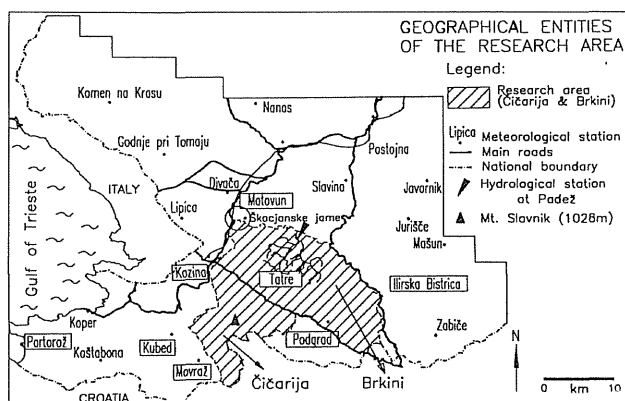 GEOGRAPHICAL ENTITIES
OF THE RESEARCH AREA
Legend:
Research area
(Čičarija & Brkini)
Lipica
Meteorological station
Main roads
National boundary
Hydrological station
at Padež
Mt. Slavnik (1028m)
Komen na Krasu
Nanos
Godnje pri Tomaju
Postojna
ITALY
Divača
Slavina
Javornik
Matavun
Lipica
Škocjanske jame
Jurišče
Mašun
Gulf of Trieste
Kozina
Tatre
Ilirska Bistrica
Koper
Portorož
Kaštabona
Kubed
Podgrad
Zabiče
Movraž
N
Čičarija
Brkini
CROATIA
0 km 10